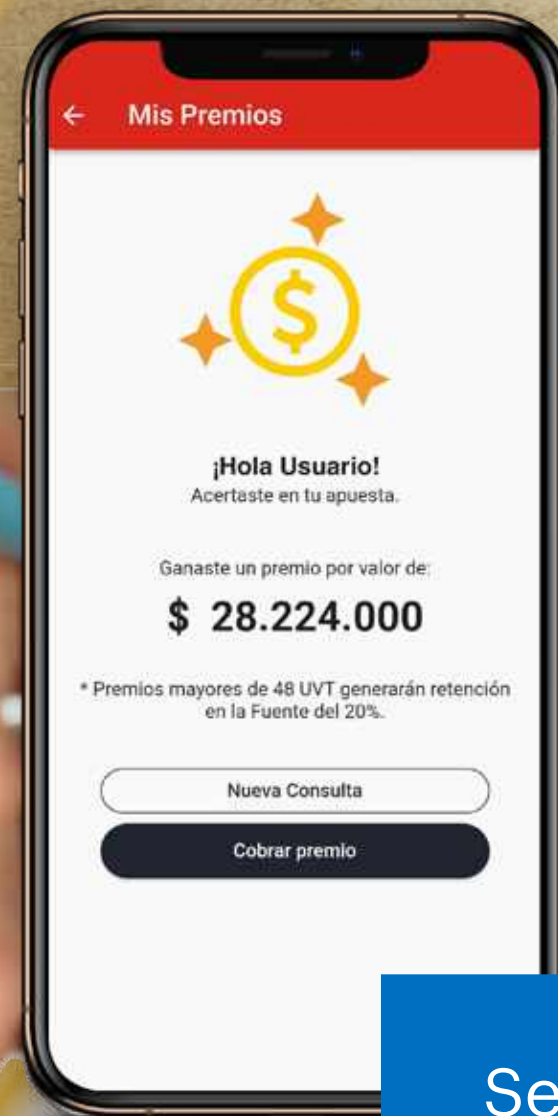 Mis Premios
$
¡Hola Usuario!
Acertaste en tu apuesta.
Ganaste un premio por valor de:
$ 28.224.000
* Premios mayores de 48 UVT generarán retención
en la Fuente del 20%.
Nueva Consulta
Cobrar premio
Se